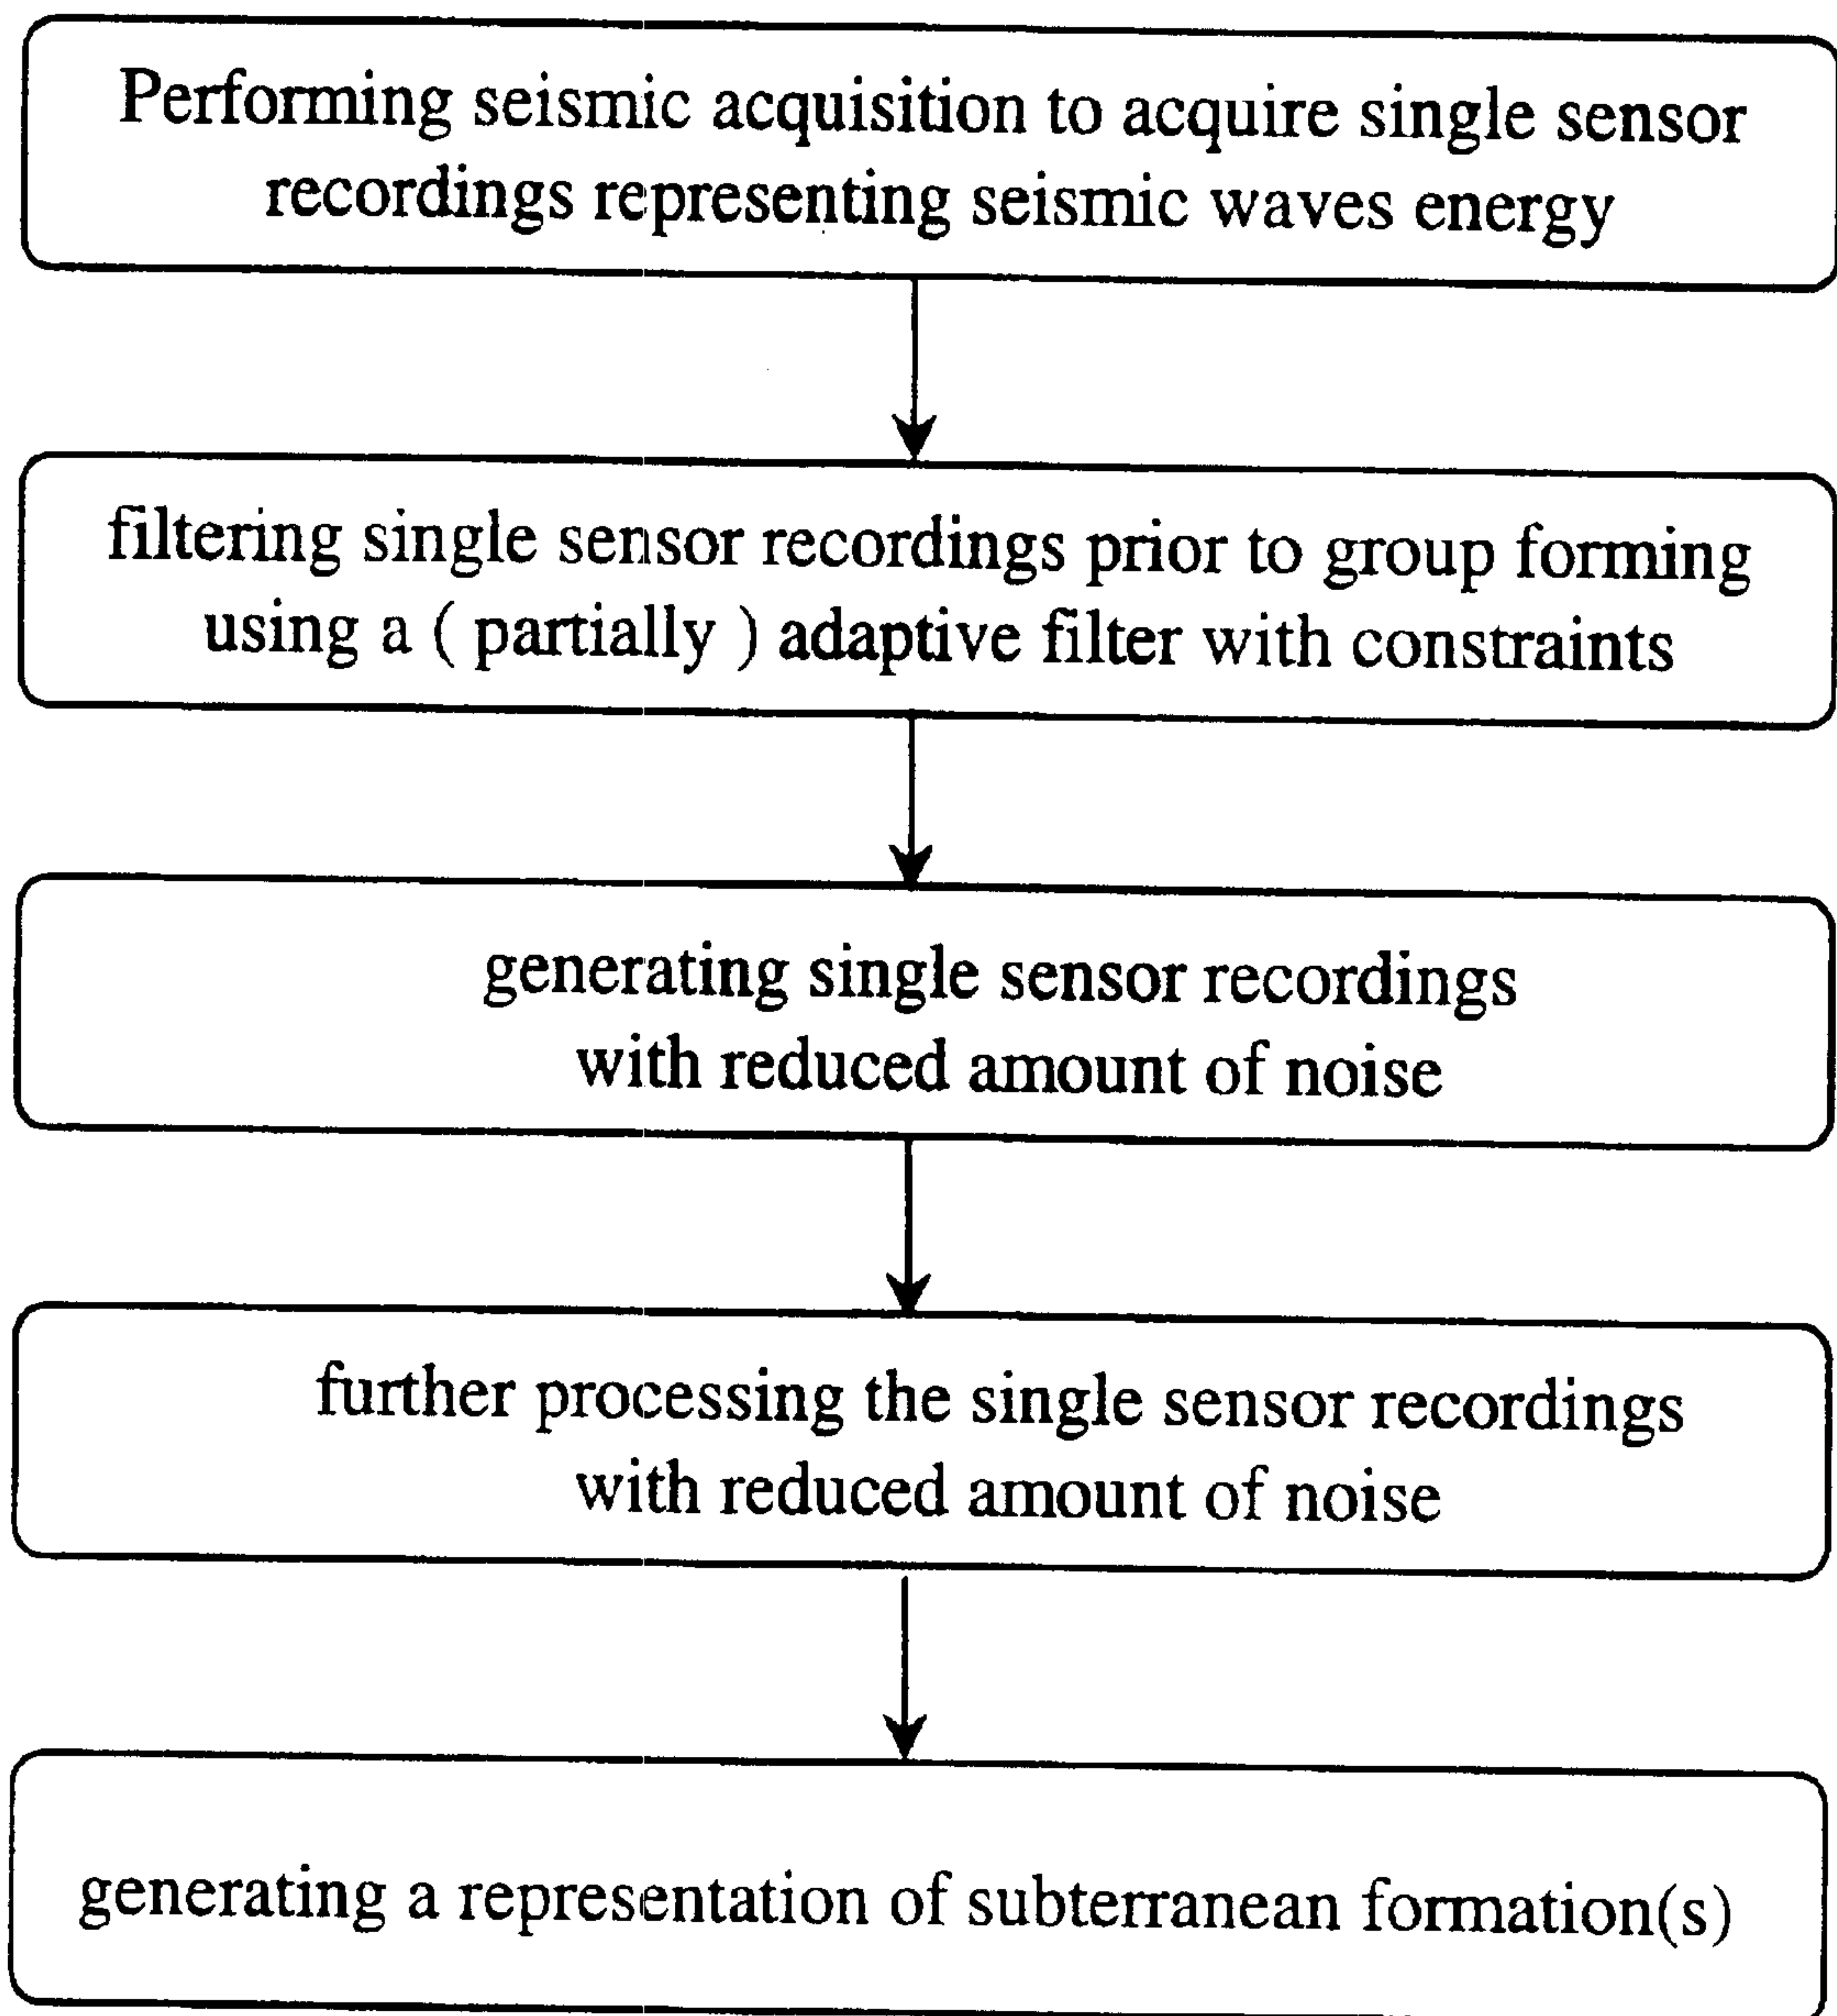 Performing seismic acquisition to acquire single sensor
recordings representing seismic waves energy
filtering single sensor recordings prior to group forming
using a ( partially ) adaptive filter with constraints
generating single sensor recordings
with reduced amount of noise
further processing the single sensor recordings
with reduced amount of noise
generating a representation of subterranean formation(s)